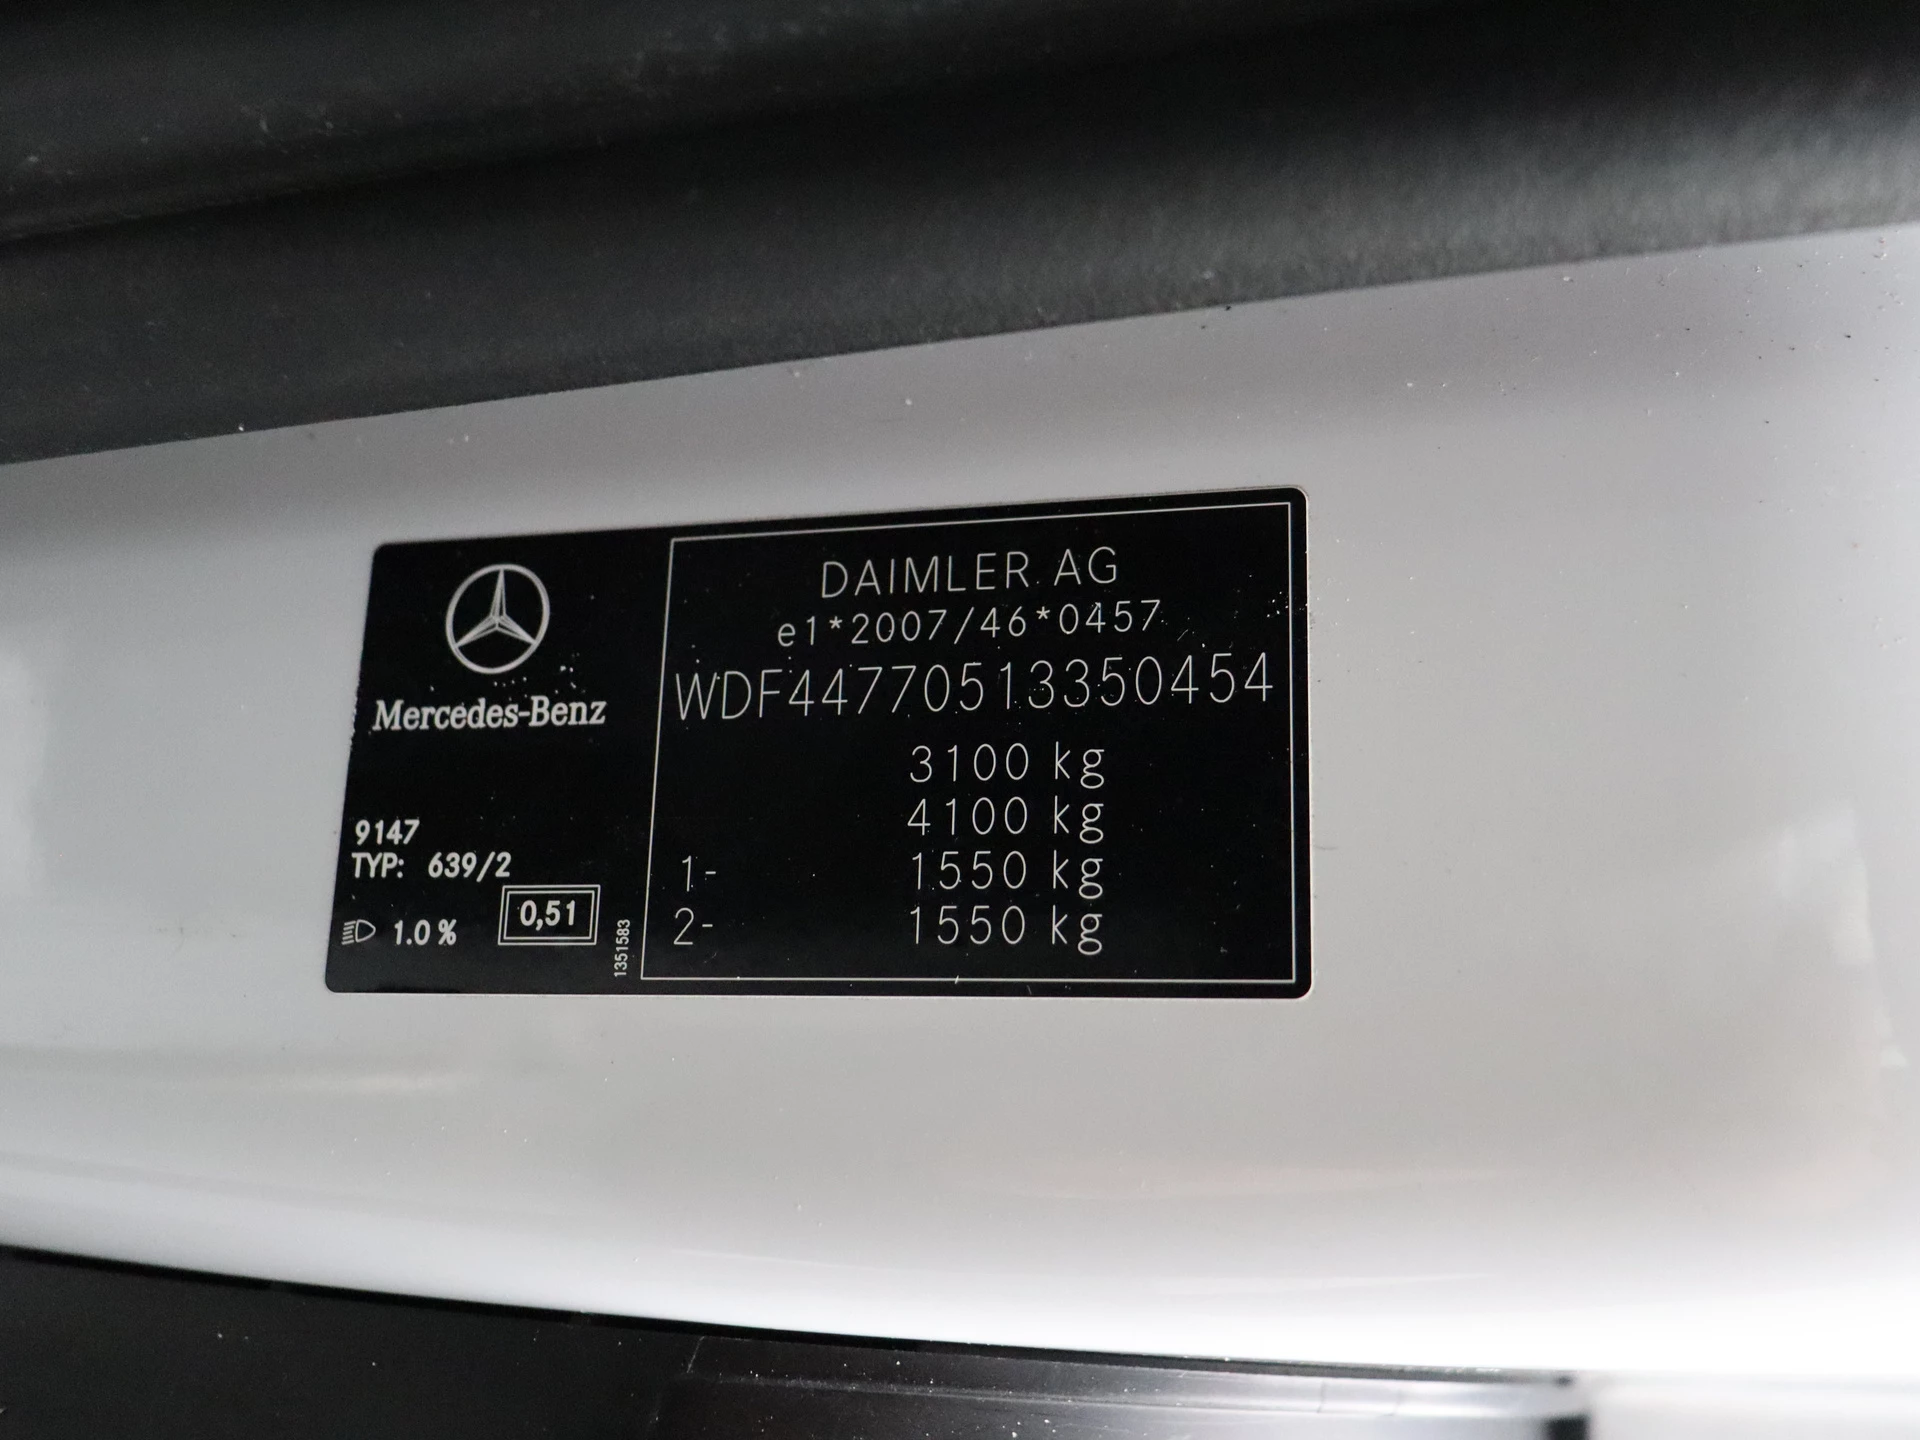 Mercedes-Benz
9147
TYP: 639/2
1.0 %
0,51
1351583
DAIMLER AG
e1*2007/46*0457
WDF44770513350454
3100 kg
4100 kg
1- 1550 kg
2- 1550 kg